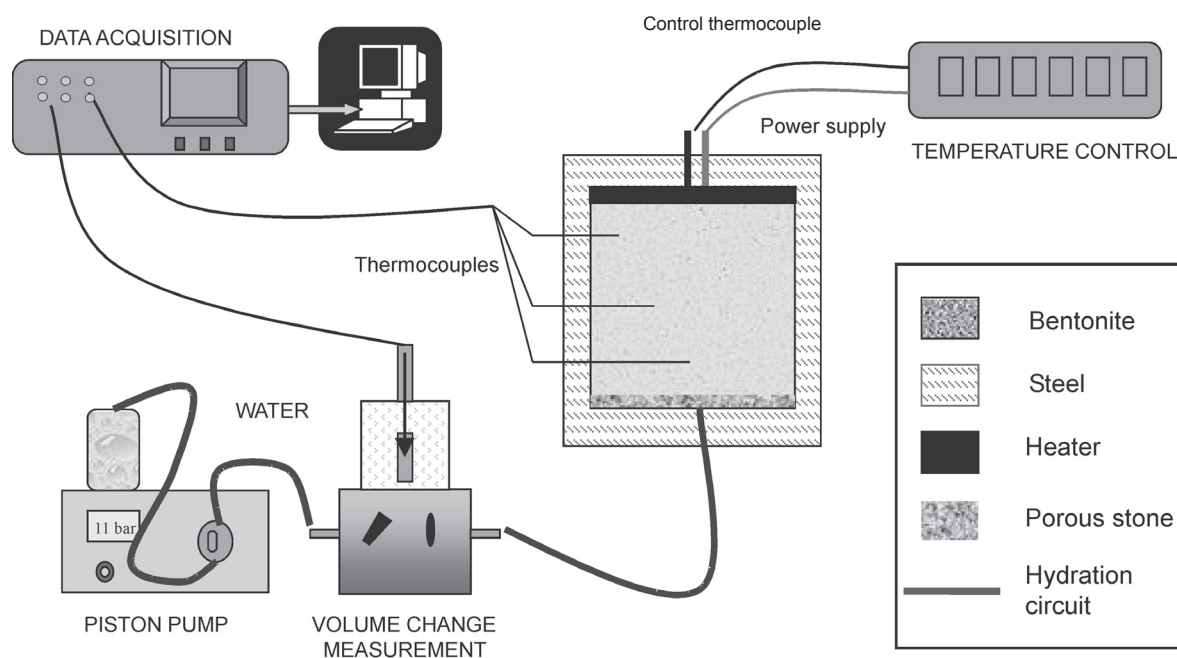 Control thermocouple
DATA ACQUISITION
Power supply
TEMPERATURE CONTROL
Thermocouples
Bentonite
Steel
WATER
Heater
11 bar
Porous stone
Hydration
circuit
PISTON PUMP
VOLUME CHANGE
MEASUREMENT